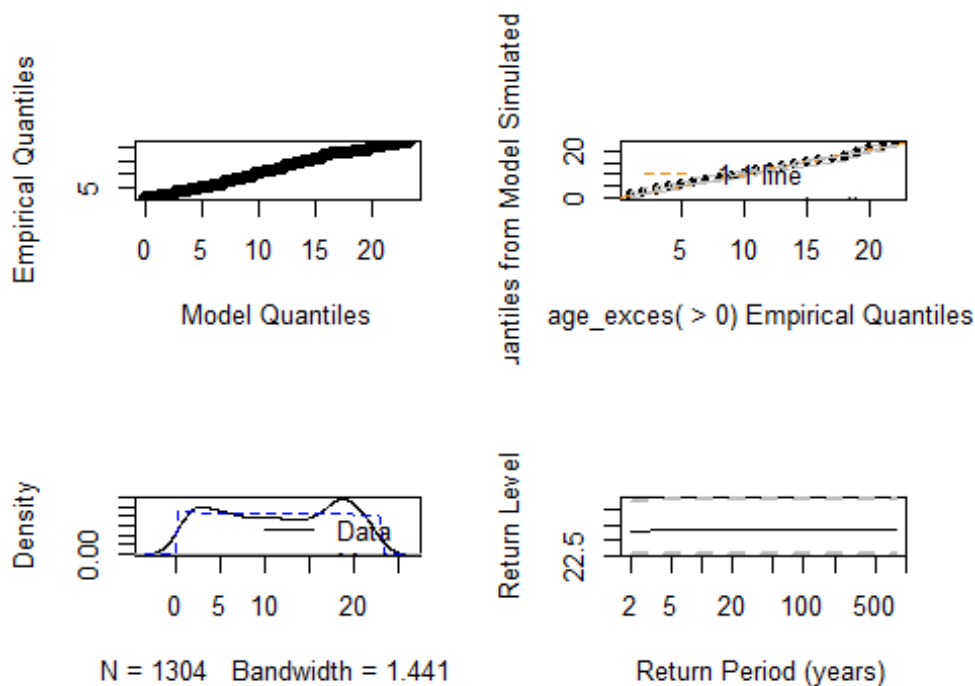 Empirical Quantiles
5
0 5 10 15 20
Model Quantiles
uantiles from Model Simulated
0 20
1-1 line
5 10 15 20
age_exces( > 0) Empirical Quantiles
Density
0.00
Data
0 5 10 20
N = 1304 Bandwidth = 1.441
Return Level
22.5
2 5 20 100 500
Return Period (years)